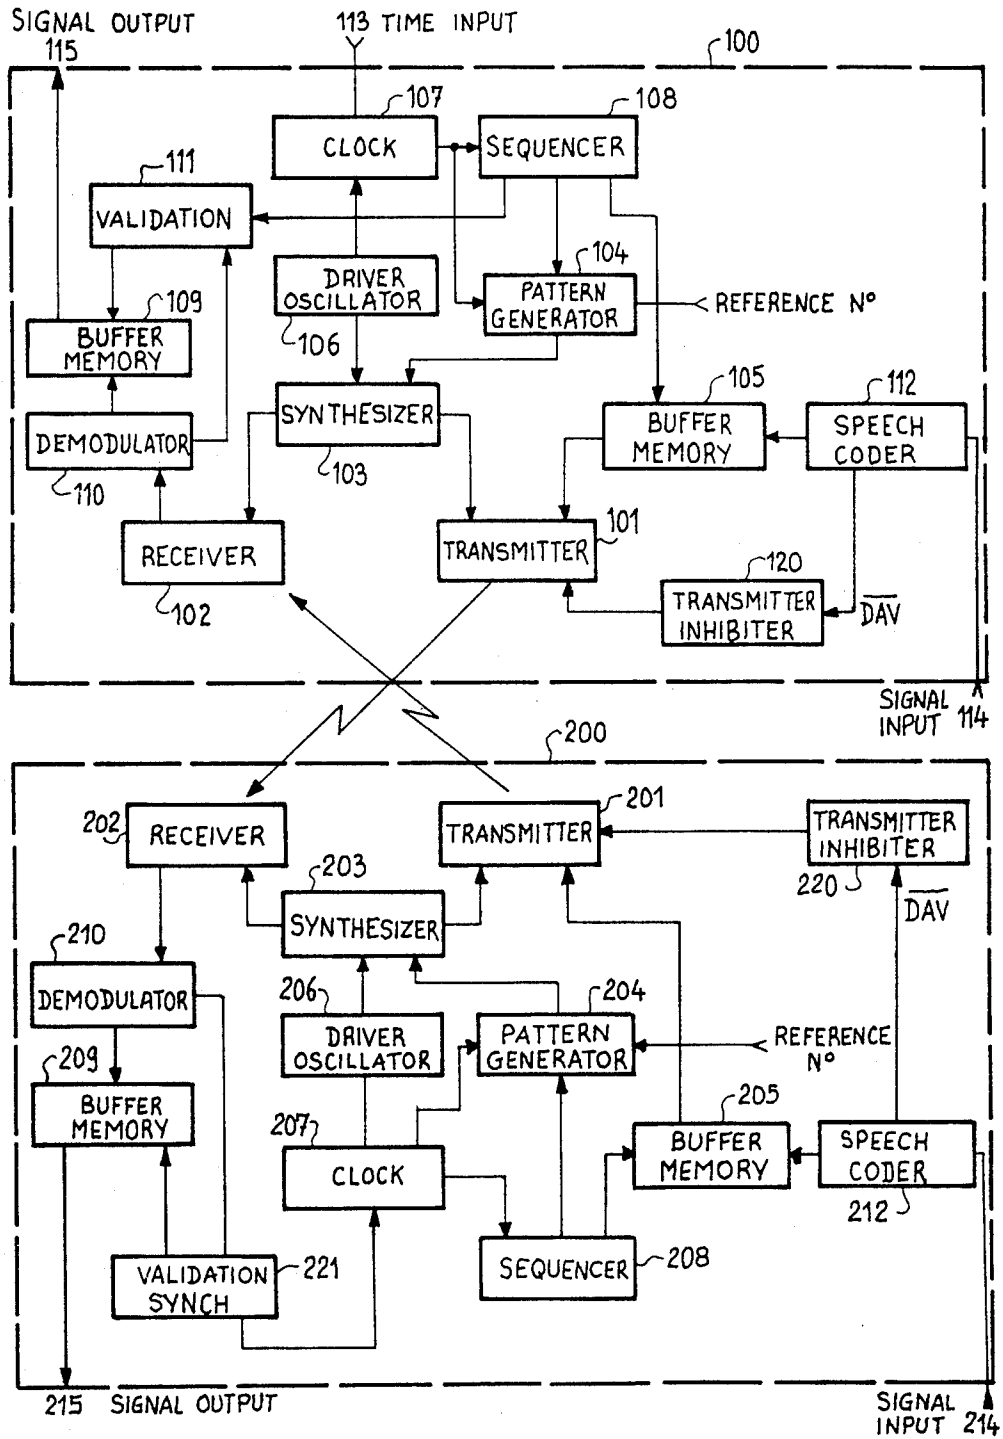 SIGNAL OUTPUT
115
113 TIME INPUT
100
107
CLOCK
108
SEQUENCER
111
VALIDATION
DRIVER
OSCILLATOR
106
104
PATTERN
GENERATOR
REFERENCE Nº
109
BUFFER
MEMORY
SYNTHESIZER
103
105
BUFFER
MEMORY
112
SPEECH
CODER
DEMODULATOR
110
RECEIVER
102
TRANSMITTER
101
120
TRANSMITTER
INHIBITER
DAV
SIGNAL
INPUT 114
200
202
RECEIVER
TRANSMITTER
201
TRANSMITTER
INHIBITER
220
DAV
203
SYNTHESIZER
210
DEMODULATOR
206
DRIVER
OSCILLATOR
204
PATTERN
GENERATOR
REFERENCE
Nº
209
BUFFER
MEMORY
207
CLOCK
205
BUFFER
MEMORY
SPEECH
CODER
212
VALIDATION
SYNCH
221
SEQUENCER
208
215 SIGNAL OUTPUT
SIGNAL
INPUT 214